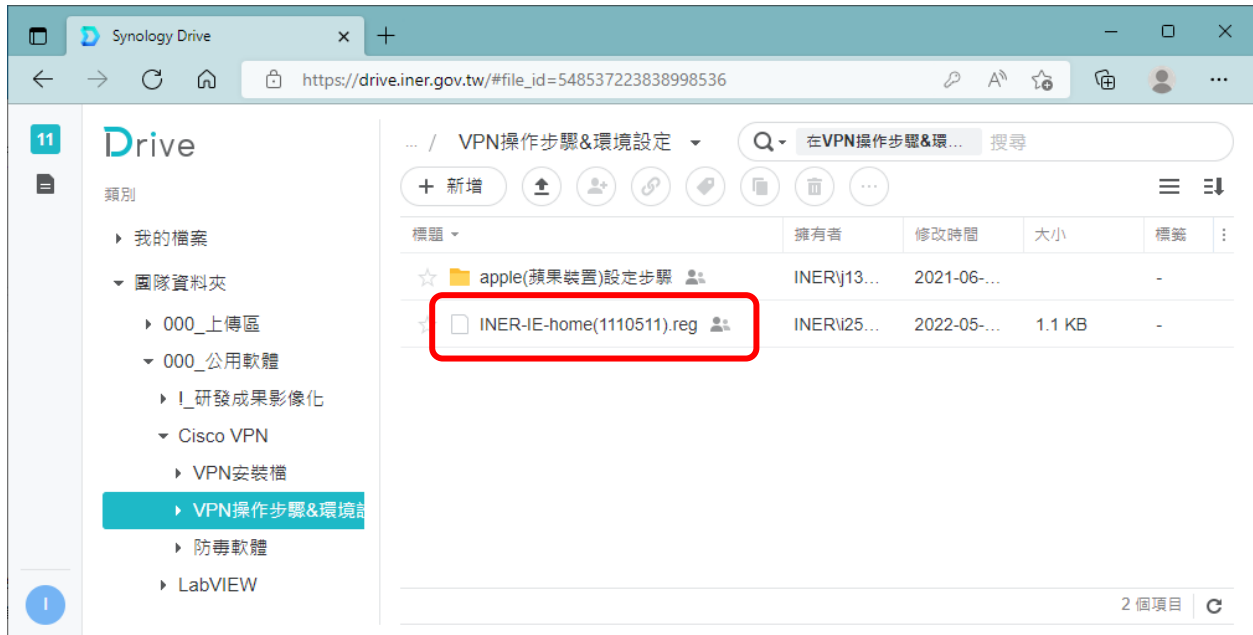 Synology Drive
https://drive.iner.gov.tw/#file_id=548537223838998536
11
Drive
類別
我的檔案
團隊資料夾
000_上傳區
000_公用軟體
!_研發成果影像化
Cisco VPN
VPN安裝檔
VPN操作步驟&環境設
防毒軟體
LabVIEW
I
... / VPN操作步驟&環境設定
在VPN操作步驟&環... 搜尋
+ 新增
標題 擁有者 修改時間 大小 標籤
apple(蘋果裝置)設定步驟 INER\j13... 2021-06-... -
INER-IE-home(1110511).reg INER\i25... 2022-05-... 1.1 KB -
2 個項目